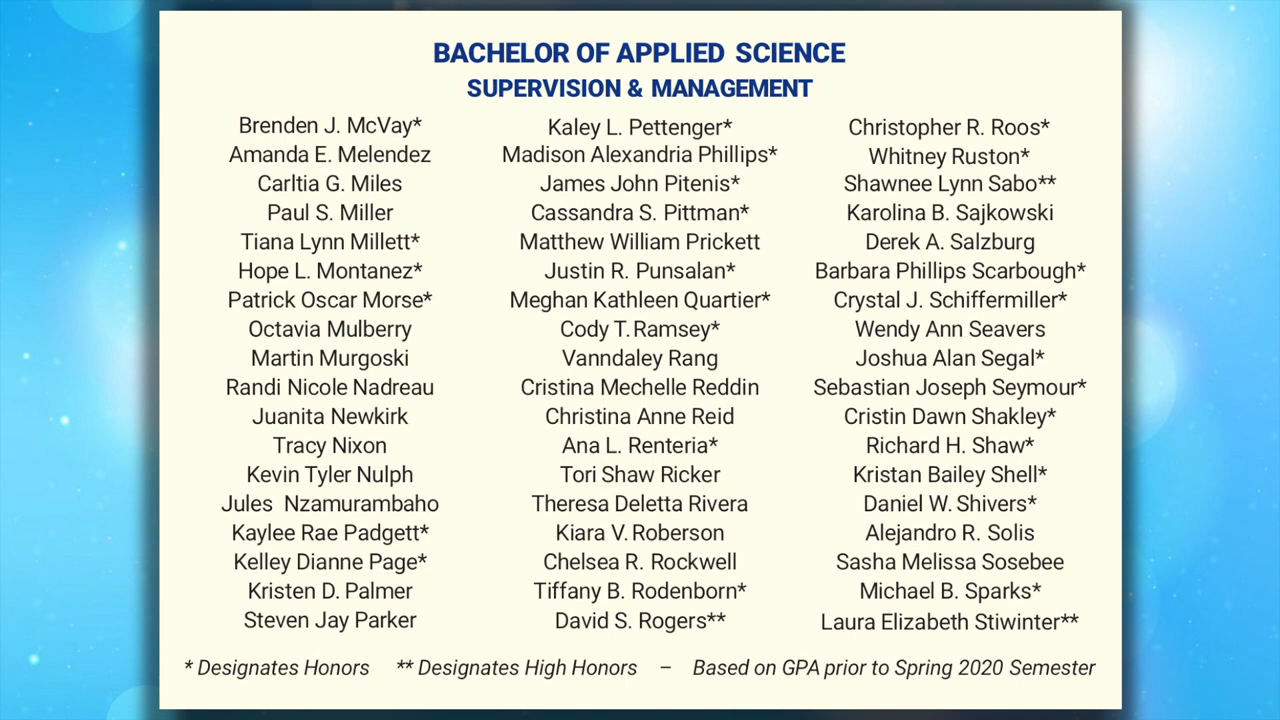 BACHELOR OF APPLIED SCIENCE
SUPERVISION & MANAGEMENT
Brenden J. McVay*
Amanda E. Melendez
Carltia G. Miles
Paul S. Miller
Tiana Lynn Millett*
Hope L. Montanez*
Patrick Oscar Morse*
Octavia Mulberry
Martin Murgoski
Randi Nicole Nadreau
Juanita Newkirk
Tracy Nixon
Kevin Tyler Nulph
Jules Nzamurambaho
Kaylee Rae Padgett*
Kelley Dianne Page*
Kristen D. Palmer
Steven Jay Parker
Kaley L. Pettenger*
Madison Alexandria Phillips*
James John Pitenis*
Cassandra S. Pittman*
Matthew William Prickett
Justin R. Punsalan*
Meghan Kathleen Quartier*
Cody T. Ramsey*
Vanndaley Rang
Cristina Mechelle Reddin
Christina Anne Reid
Ana L. Renteria*
Tori Shaw Ricker
Theresa Deletta Rivera
Kiara V. Roberson
Chelsea R. Rockwell
Tiffany B. Rodenborn*
David S. Rogers**
Christopher R. Roos*
Whitney Ruston*
Shawnee Lynn Sabo**
Karolina B. Sajkowski
Derek A. Salzburg
Barbara Phillips Scarbough*
Crystal J. Schiffermiller*
Wendy Ann Seavers
Joshua Alan Segal*
Sebastian Joseph Seymour*
Cristin Dawn Shakley*
Richard H. Shaw*
Kristan Bailey Shell*
Daniel W. Shivers*
Alejandro R. Solis
Sasha Melissa Sosebee
Michael B. Sparks*
Laura Elizabeth Stiwinter**
* Designates Honors ** Designates High Honors – Based on GPA prior to Spring 2020 Semester